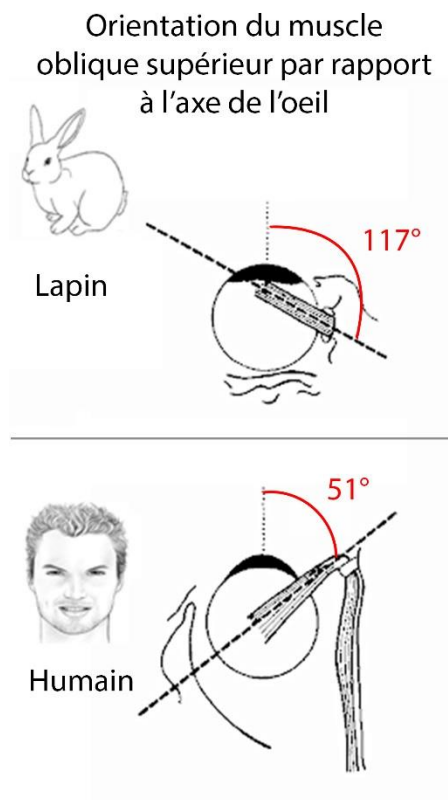 Orientation du muscle
oblique supérieur par rapport
à l'axe de l'oeil
117°
Lapin
51°
Humain